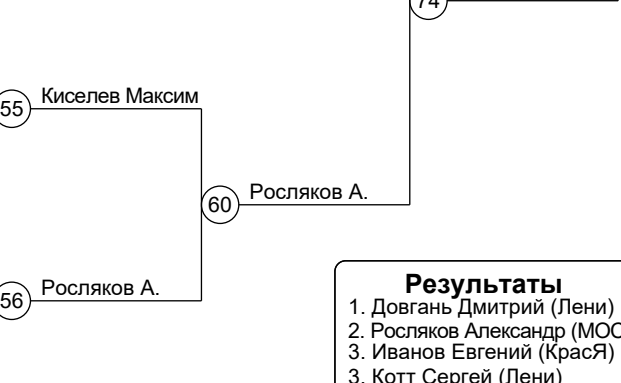 74
Киселев Максим
55
Росляков А.
60
Росляков А.
56
Результаты
1. Довгань Дмитрий (Лени)
2. Росляков Александр (МОС
3. Иванов Евгений (КрасЯ)
3. Котт Сергей (Лени)